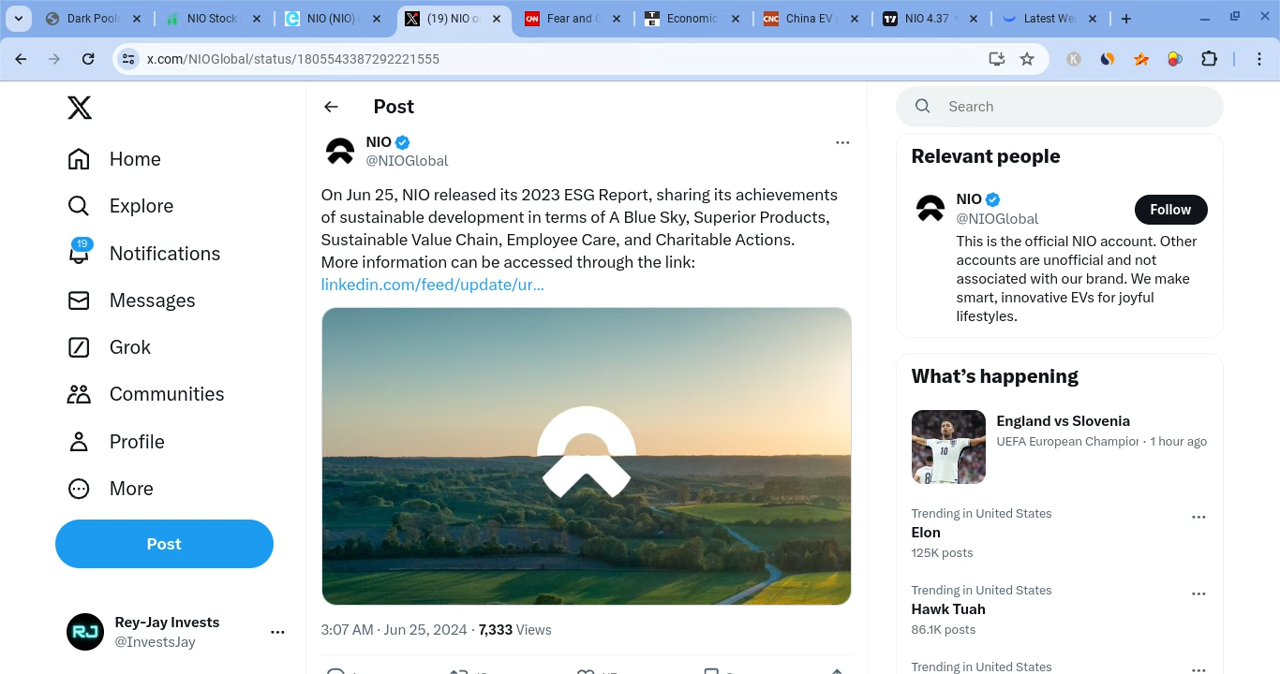 Dark Pools
NIO Stock
NIO (NIO)
(19) NIO o
Fear and G
Economic
China EV
NIO 4.37
Latest We
x.com/NIOGlobal/status/1805543387292221555
Post
Search
NIO
@NIOGlobal
On Jun 25, NIO released its 2023 ESG Report, sharing its achievements
of sustainable development in terms of A Blue Sky, Superior Products,
Sustainable Value Chain, Employee Care, and Charitable Actions.
More information can be accessed through the link:
linkedin.com/feed/update/ur...
3:07 AM · Jun 25, 2024 · 7,333 Views
Home
Explore
19
Notifications
Messages
Grok
Communities
Profile
More
Post
RJ
Rey-Jay Invests
@InvestsJay
Relevant people
NIO
@NIOGlobal
Follow
This is the official NIO account. Other
accounts are unofficial and not
associated with our brand. We make
smart, innovative EVs for joyful
lifestyles.
What's happening
England vs Slovenia
UEFA European Champior · 1 hour ago
10
Trending in United States
Elon
125K posts
Trending in United States
Hawk Tuah
86.1K posts
Trending in United States